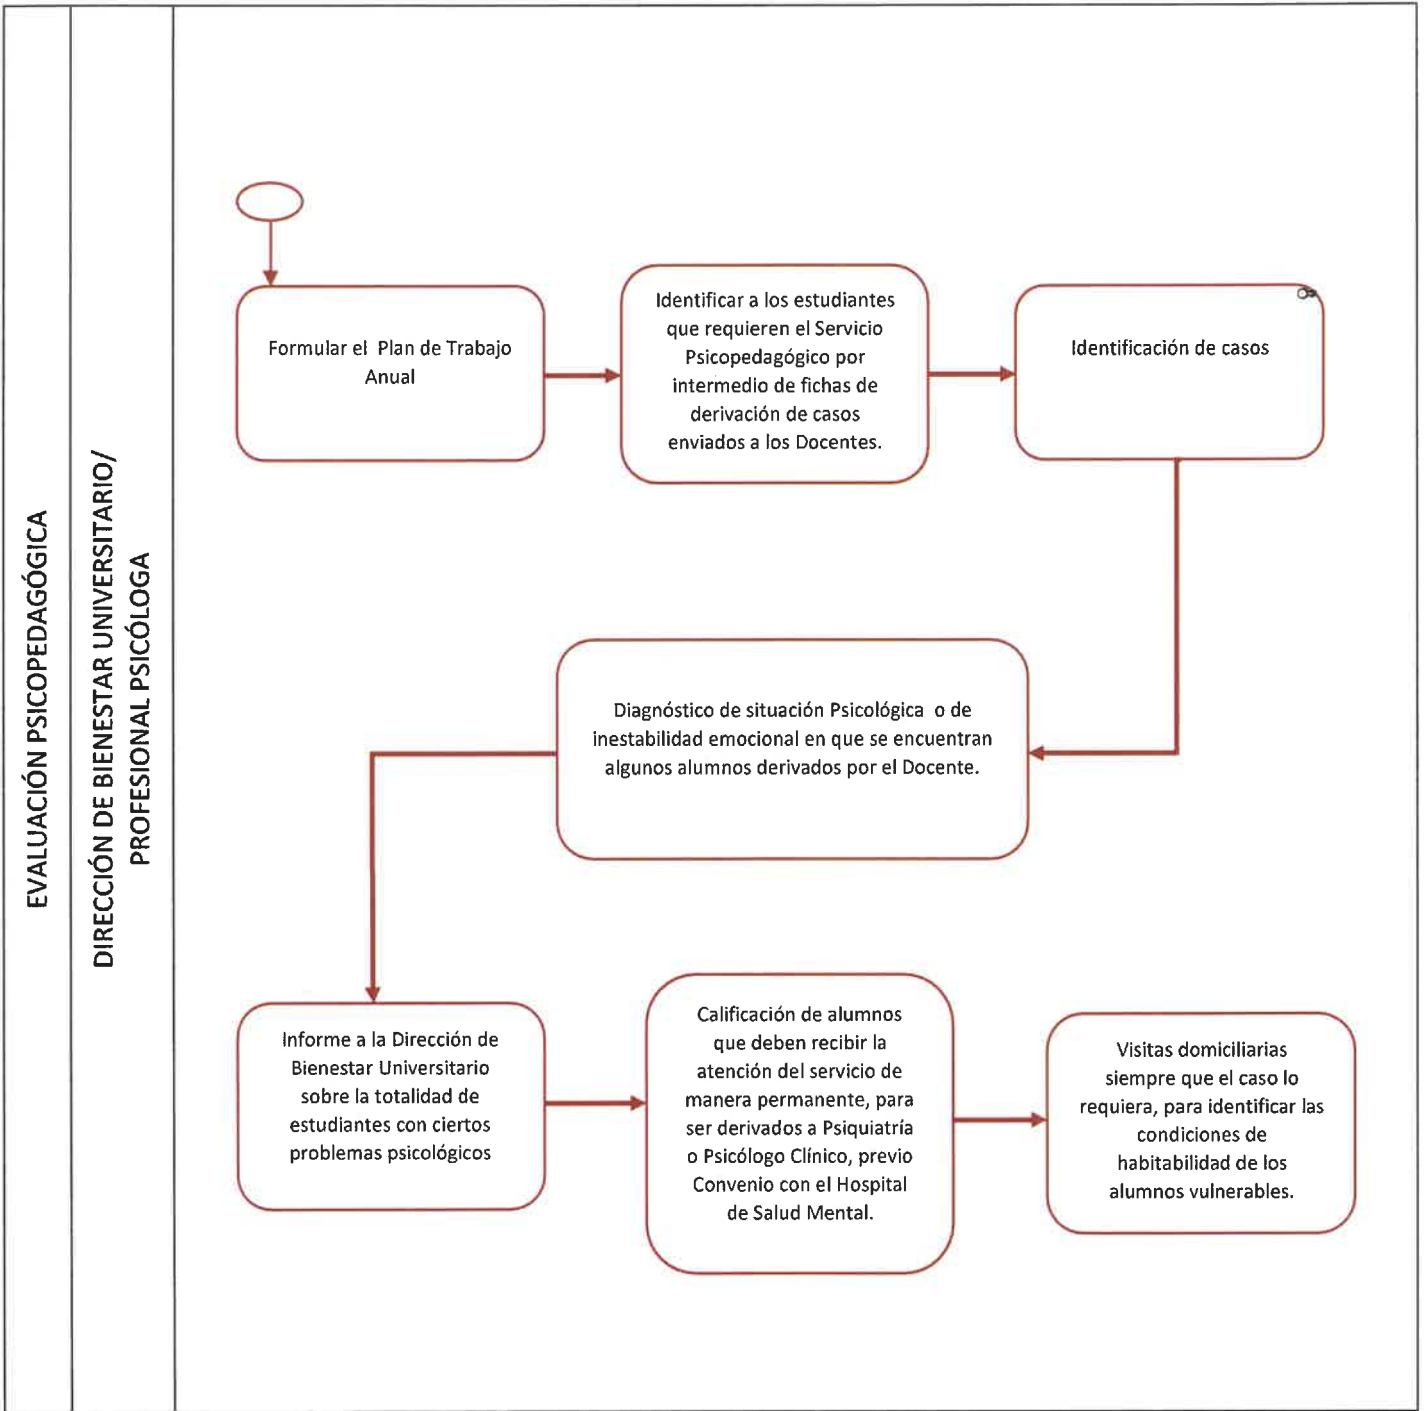 EVALUACIÓN PSICOPEDAGÓGICA
DIRECCIÓN DE BIENESTAR UNIVERSITARIO/
PROFESIONAL PSICÓLOGA
Formular el Plan de Trabajo
Anual
Identificar a los estudiantes
que requieren el Servicio
Psicopedagógico por
intermedio de fichas de
derivación de casos
enviados a los Docentes.
Identificación de casos
Diagnóstico de situación Psicológica o de
inestabilidad emocional en que se encuentran
algunos alumnos derivados por el Docente.
Informe a la Dirección de
Bienestar Universitario
sobre la totalidad de
estudiantes con ciertos
problemas psicológicos
Calificación de alumnos
que deben recibir la
atención del servicio de
manera permanente, para
ser derivados a Psiquiatría
o Psicólogo Clínico, previo
Convenio con el Hospital
de Salud Mental.
Visitas domiciliarias
siempre que el caso lo
requiera, para identificar las
condiciones de
habitabilidad de los
alumnos vulnerables.